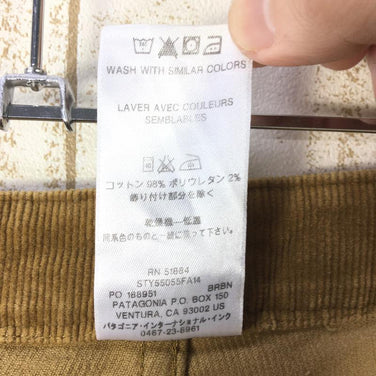 WASH WITH SIMILAR COLORS
LAVER AVEC COULEURS
SEMBLABLES
コットン 98% ポリウレタン 2%
飾り付け部分を除く
乾燥機ー低温
同系色のものと一緒に洗って下さい。
RN 51884
STY55055FA14
PO 168951 BRBN
PATAGONIA P.O. BOX 150
VENTURA, CA 93002 US
パタゴニア・インターナショナル・インク
0467-23-8961